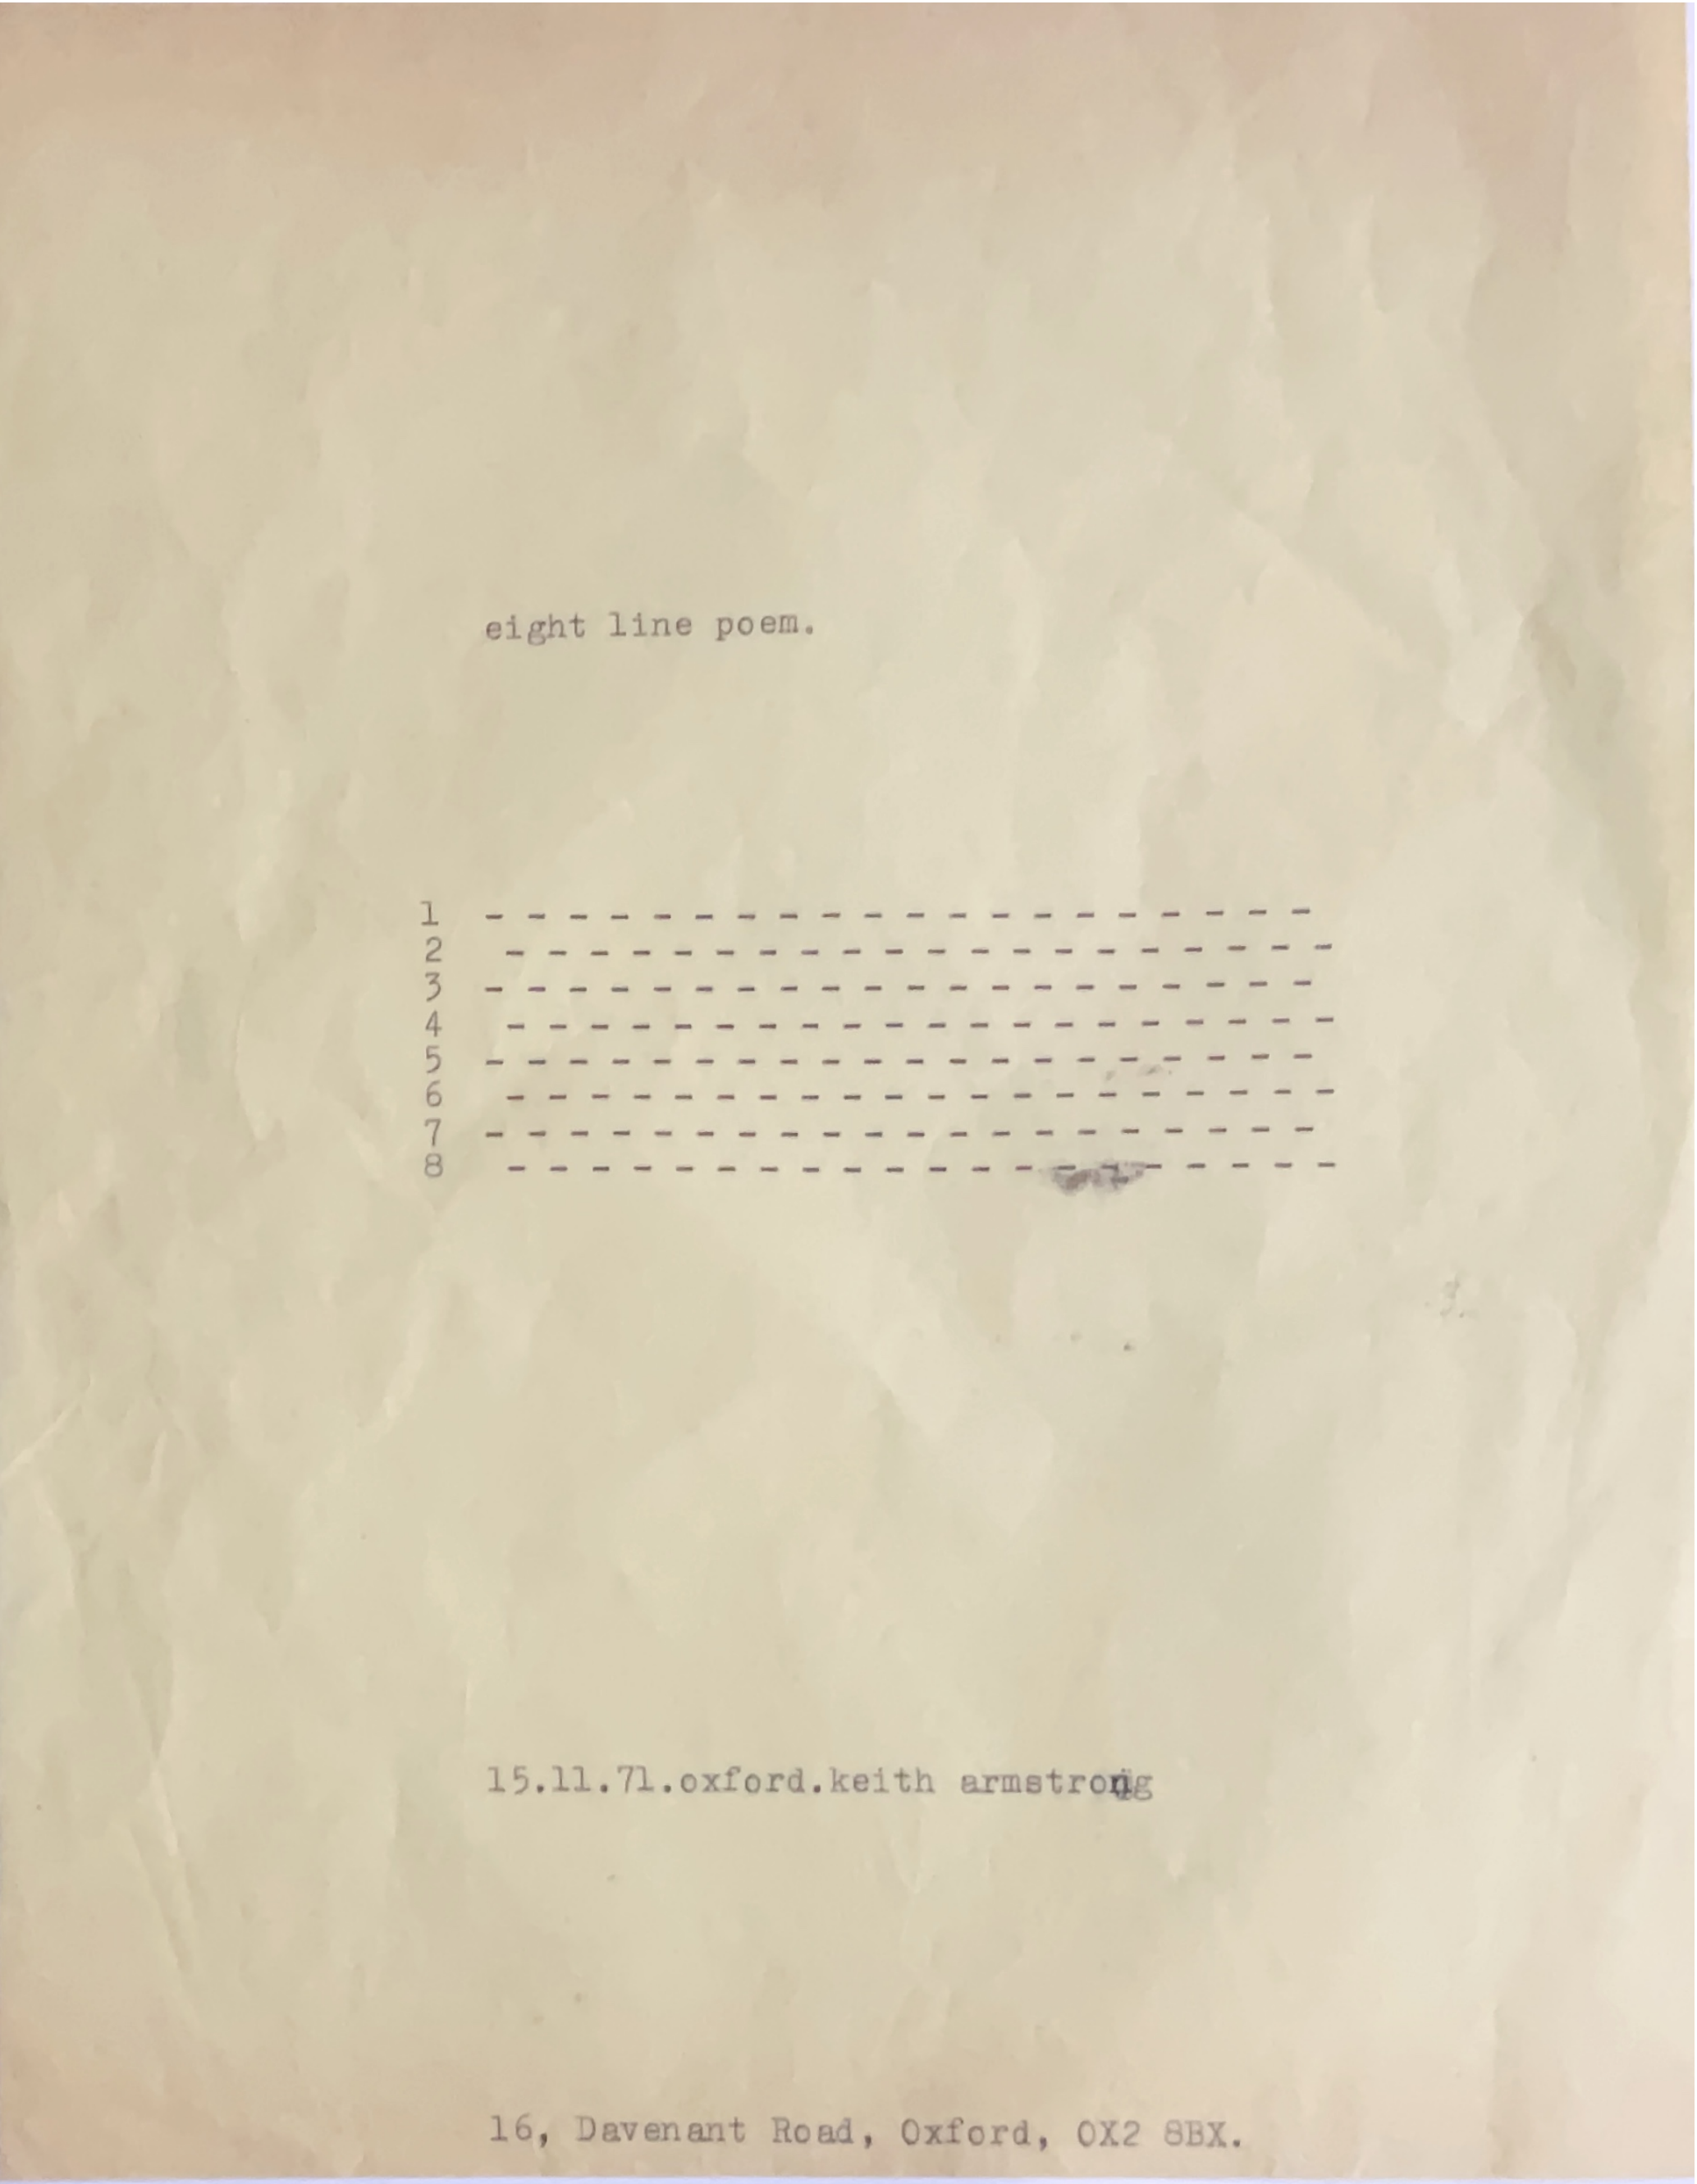 eight line poem.
1 - - - - - - - - - - - - - - - - - - - -
2  - - - - - - - - - - - - - - - - - - - -
3 - - - - - - - - - - - - - - - - - - - -
4  - - - - - - - - - - - - - - - - - - - -
5 - - - - - - - - - - - - - - - - - - - -
6  - - - - - - - - - - - - - - - - - - - -
7 - - - - - - - - - - - - - - - - - - - -
8  - - - - - - - - - - - - - - - - - - - -
15.11.71.oxford.keith armstrong
16, Davenant Road, Oxford, OX2 8BX.